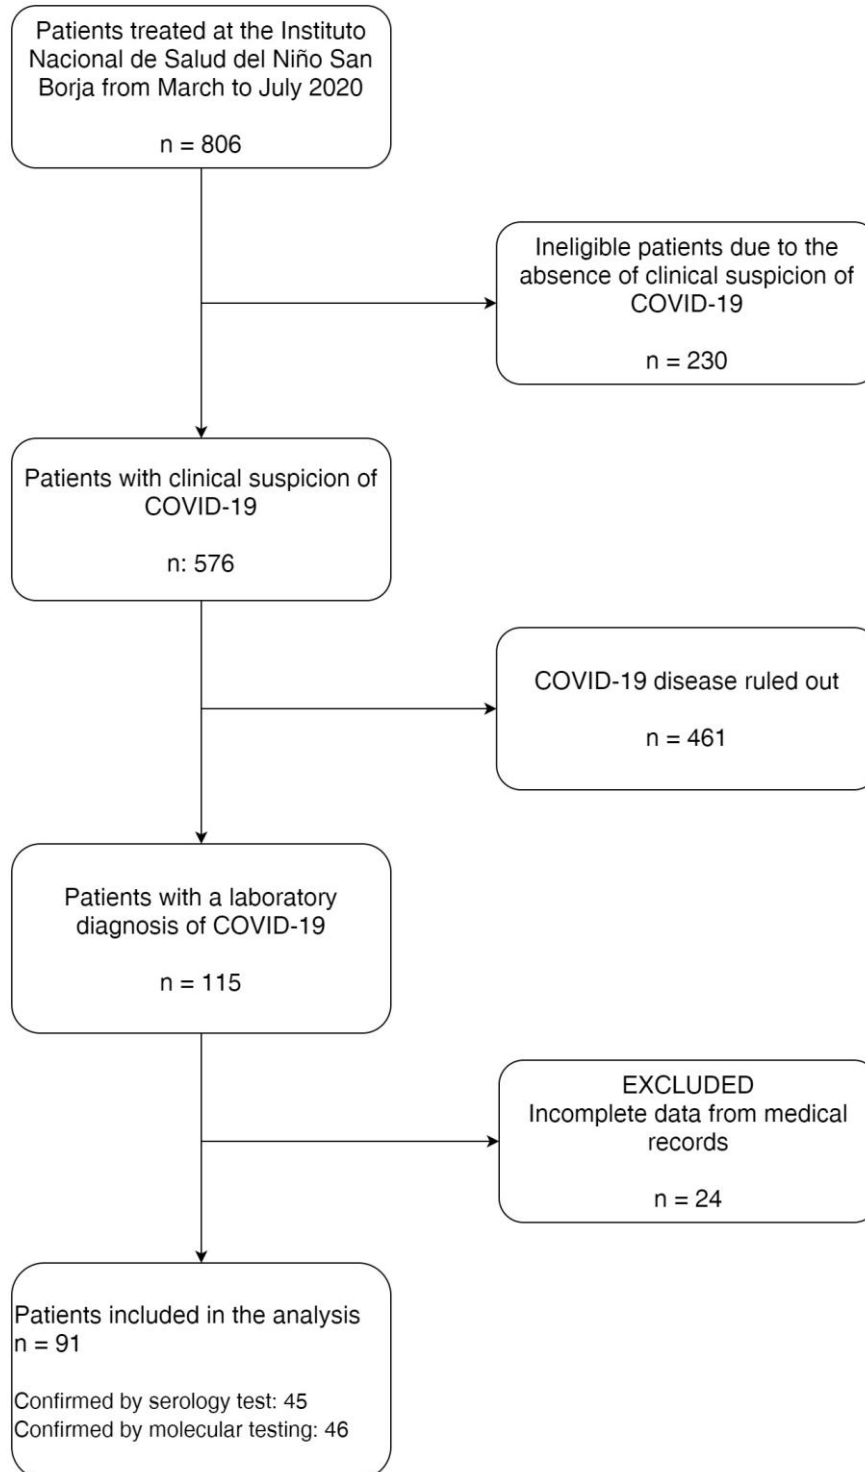 Patients treated at the Instituto
Nacional de Salud del Niño San
Borja from March to July 2020
n = 806
Ineligible patients due to the
absence of clinical suspicion of
COVID-19
n = 230
Patients with clinical suspicion of
COVID-19
n: 576
COVID-19 disease ruled out
n = 461
Patients with a laboratory
diagnosis of COVID-19
n = 115
EXCLUDED
Incomplete data from medical
records
n = 24
Patients included in the analysis
n = 91
Confirmed by serology test: 45
Confirmed by molecular testing: 46